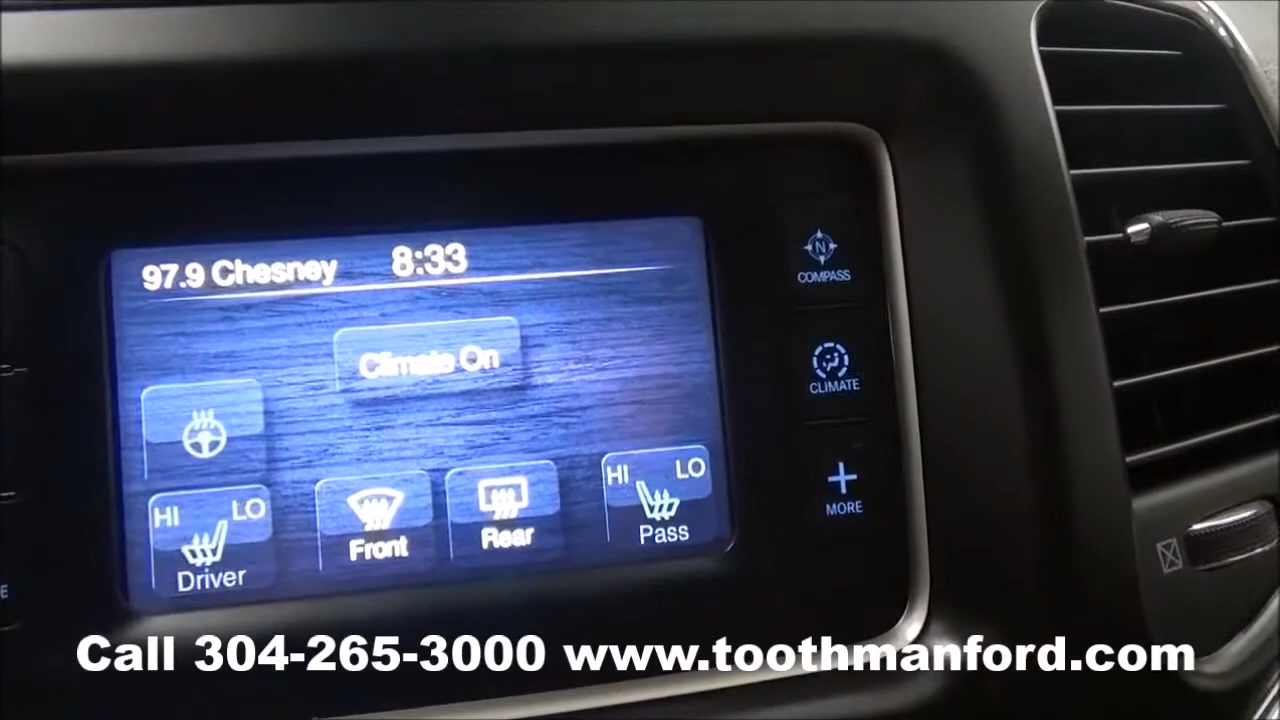 97.9 Chesney 8:33
Climate On
HI LO
Driver
Front
Rear
HI LO
Pass
N
COMPASS
CLIMATE
MORE
E
Call 304-265-3000 www.toothmanford.com